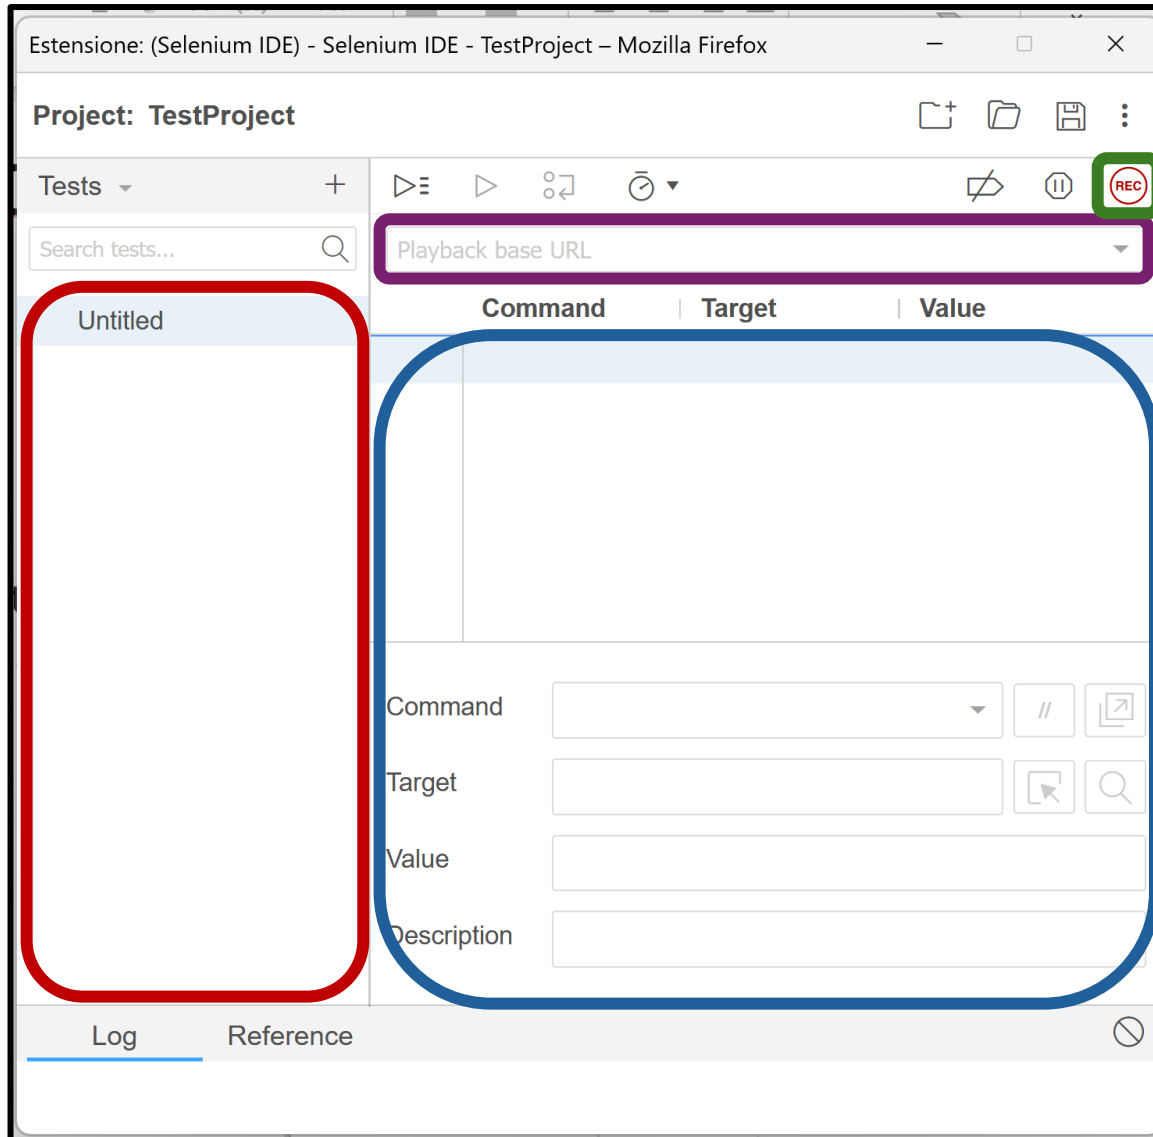 Estensione: (Selenium IDE) - Selenium IDE - TestProject – Mozilla Firefox
Project: TestProject
Tests
REC
Search tests...
Playback base URL
Command Target Value
Untitled
Command
//
Target
Value
Description
Log Reference